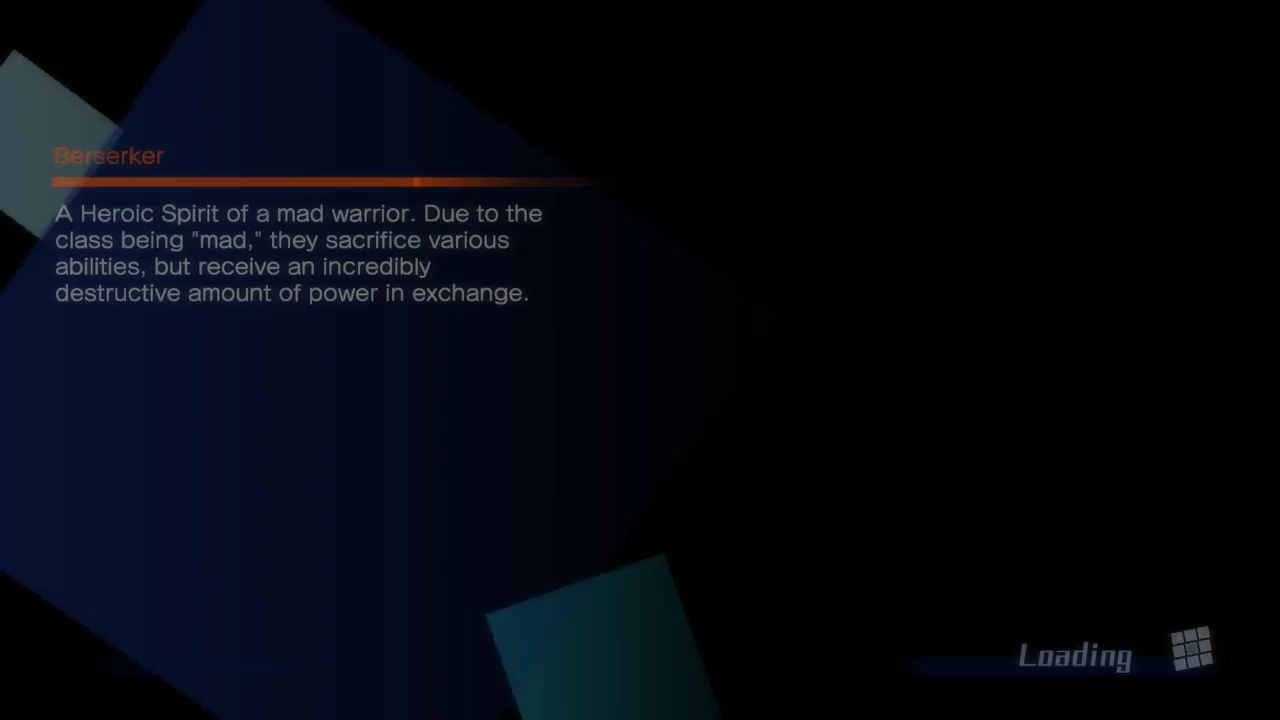 Berserker
A Heroic Spirit of a mad warrior. Due to the
class being "mad," they sacrifice various
abilities, but receive an incredibly
destructive amount of power in exchange.
Loading